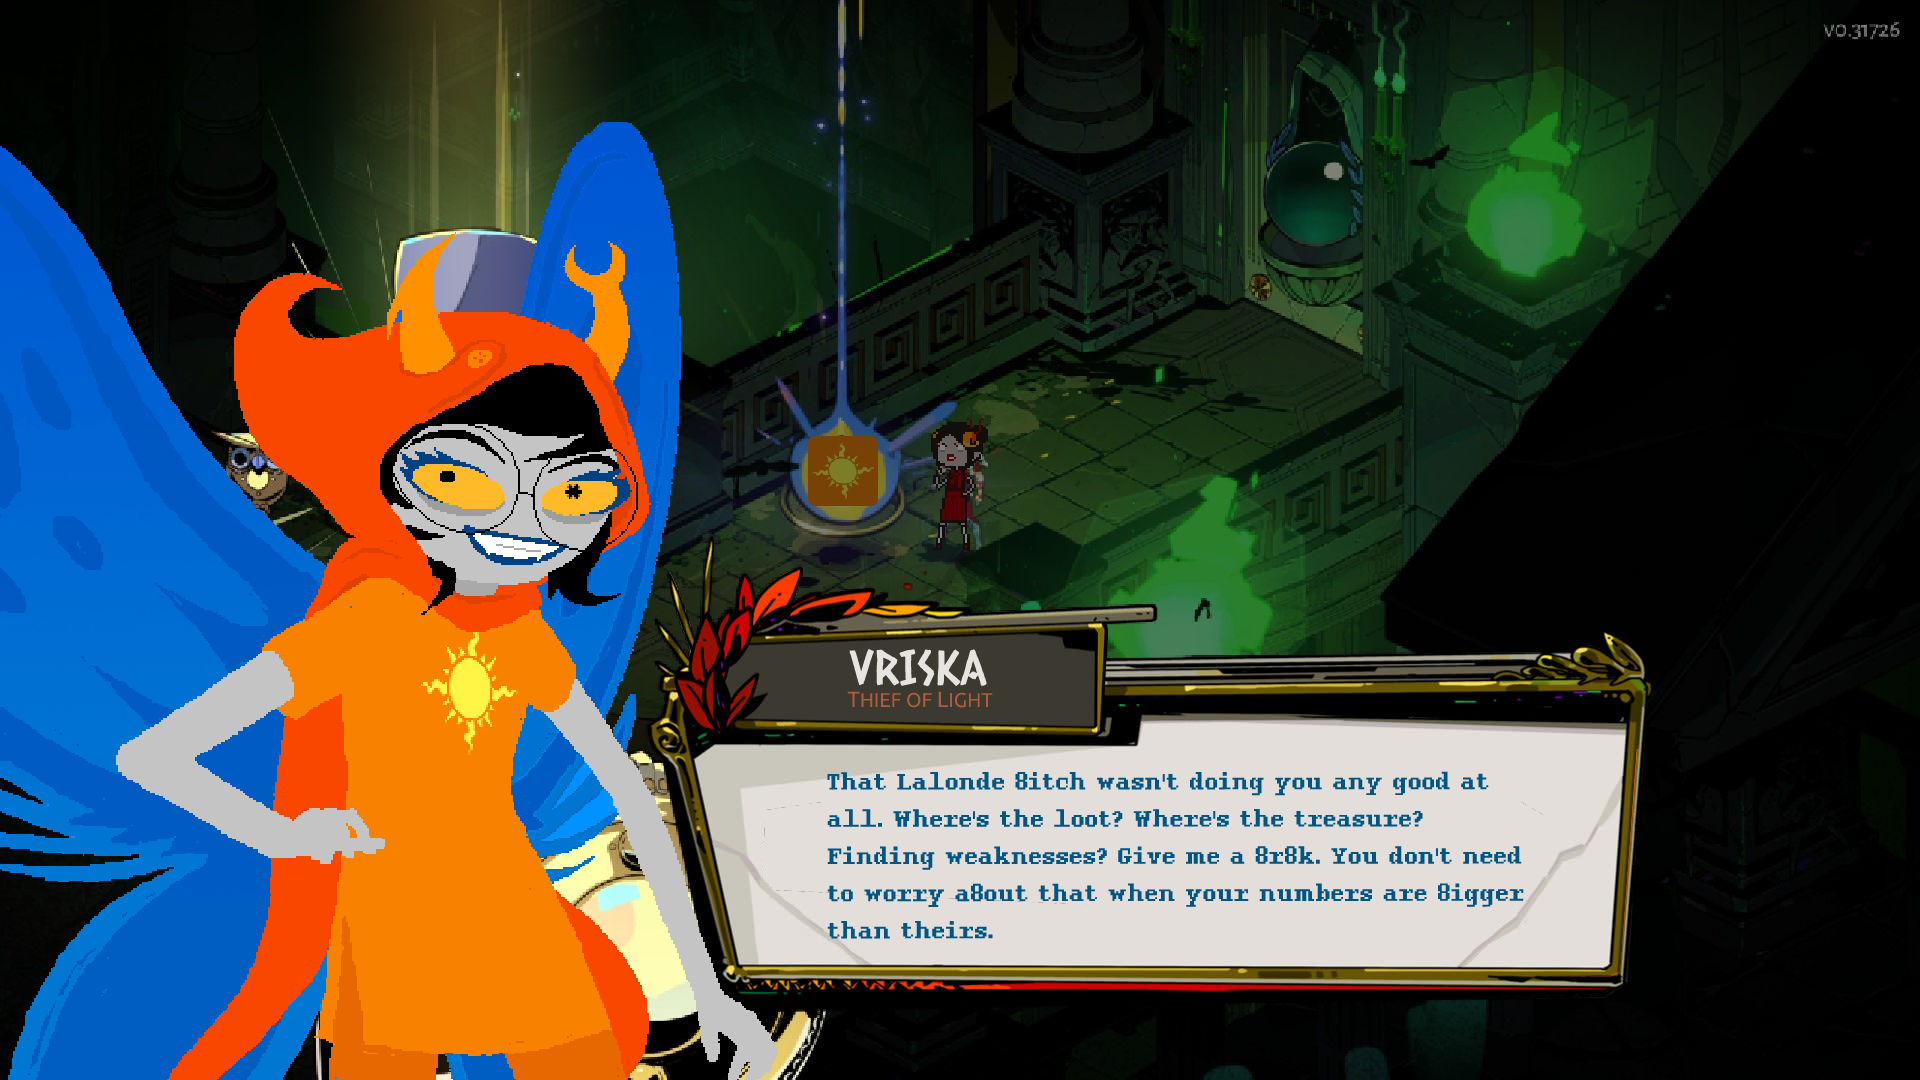 V0.31726
VRISKA
THIEF OF LIGHT
That Lalonde 8itch wasn't doing you any good at
all. Where's the loot? Where's the treasure?
Finding weaknesses? Give me a 8r8k. You don't need
to worry a8out that when your numbers are 8igger
than theirs.